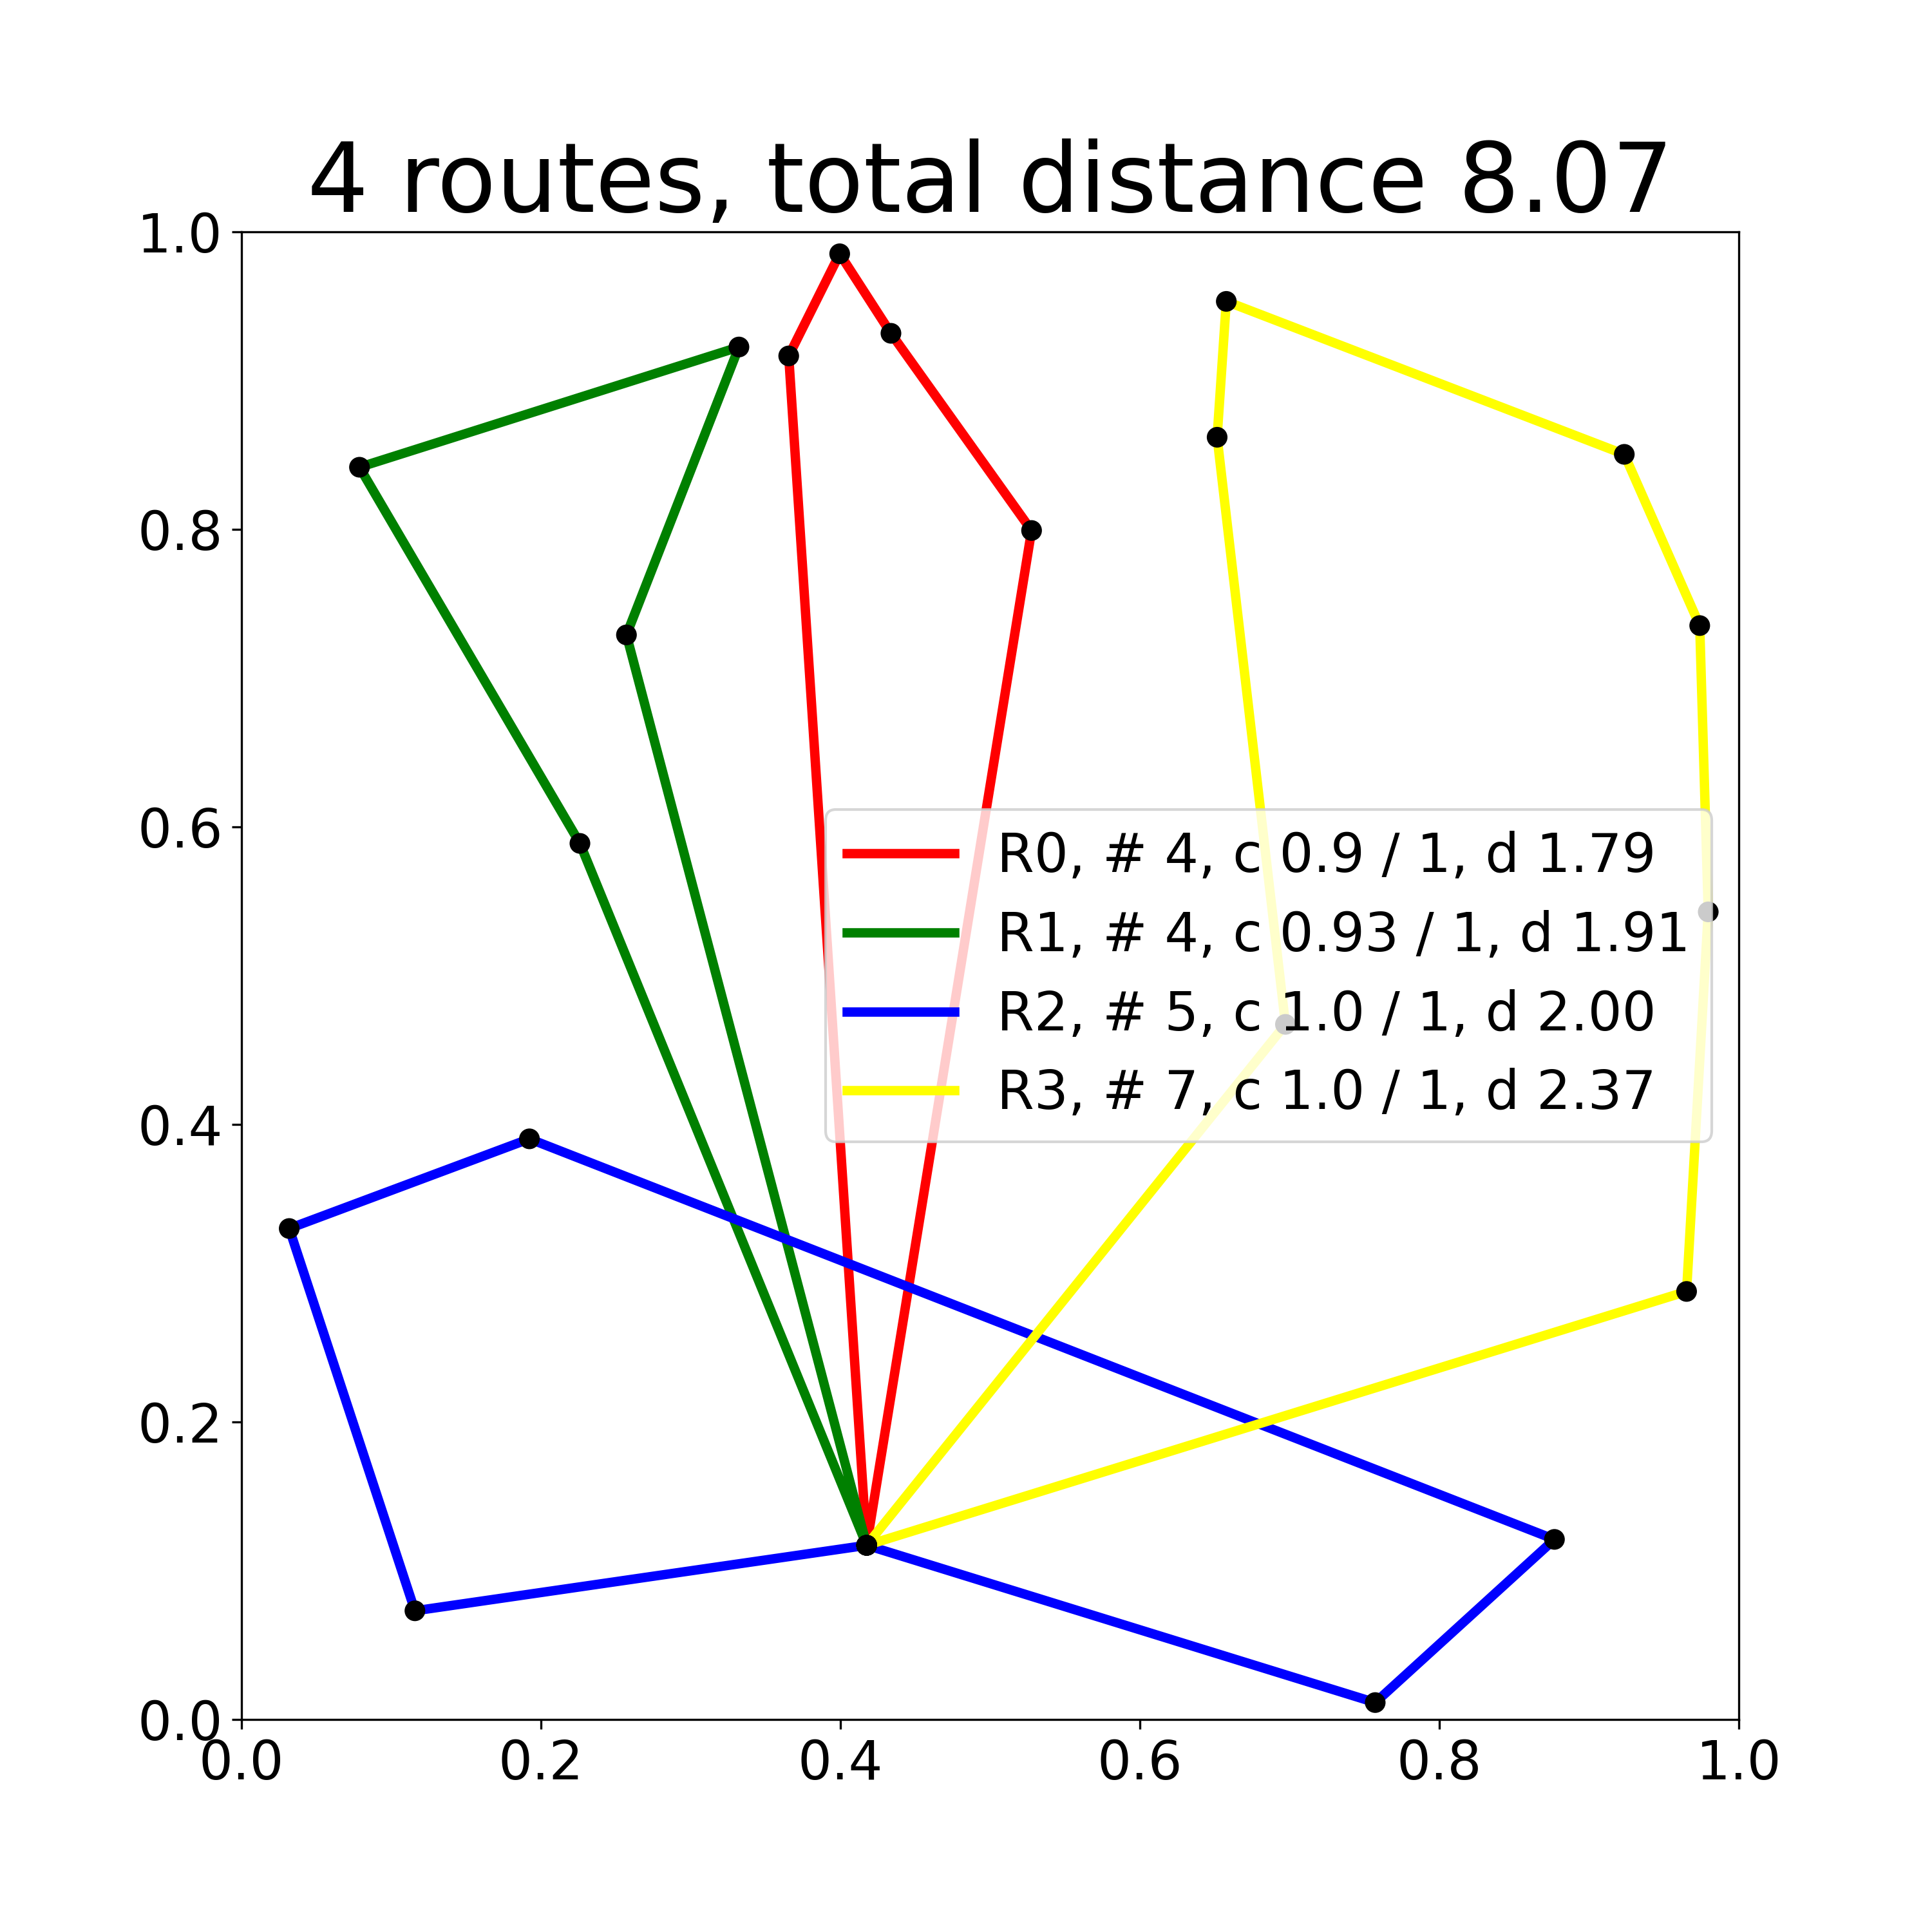 4 routes, total distance 8.07
1.0
0.8
0.6
0.4
0.2
0.0
R0, # 4, c 0.9 / 1, d 1.79
R1, # 4, c 0.93 / 1, d 1.91
R2, # 5, c 1.0 / 1, d 2.00
R3, # 7, c 1.0 / 1, d 2.37
0.0 0.2 0.4 0.6 0.8 1.0